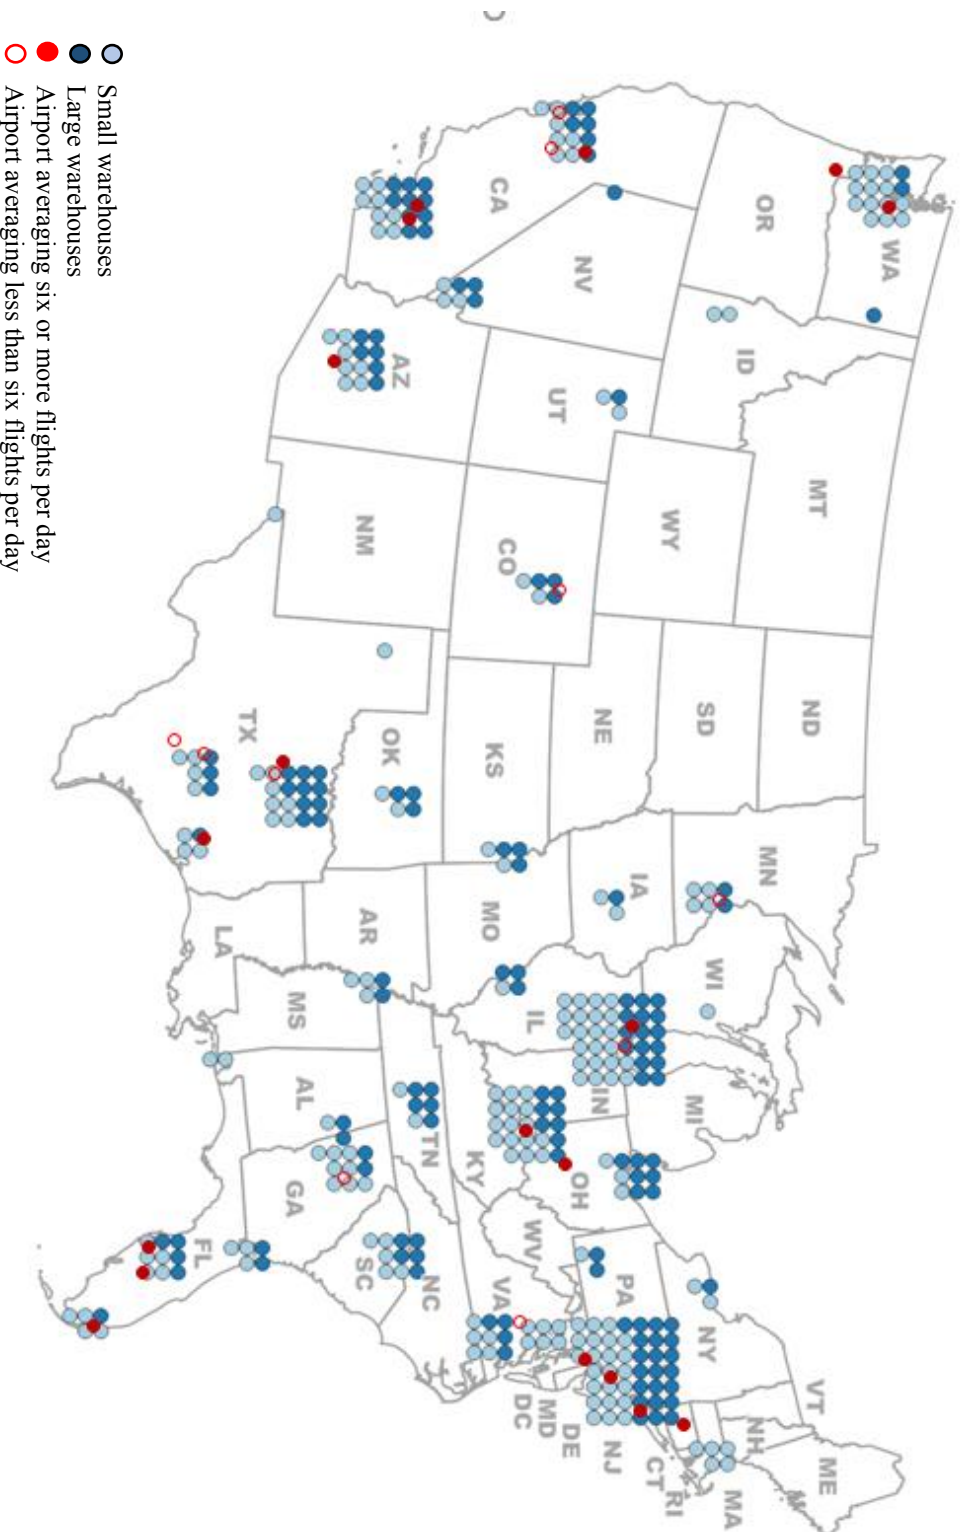 WA
OR
CA
NV
ID
MT
UT
AZ
WY
CO
NM
ND
SD
NE
KS
OK
TX
MN
IA
MO
AR
LA
WI
IL
MS
MI
IN
OH
KY
TN
AL
GA
FL
WV
VA
NC
SC
PA
NY
VT
NH
ME
MA
RI
CT
NJ
DE
MD
DC
Small warehouses
Large warehouses
Airport averaging six or more flights per day
Airport averaging less than six flights per day